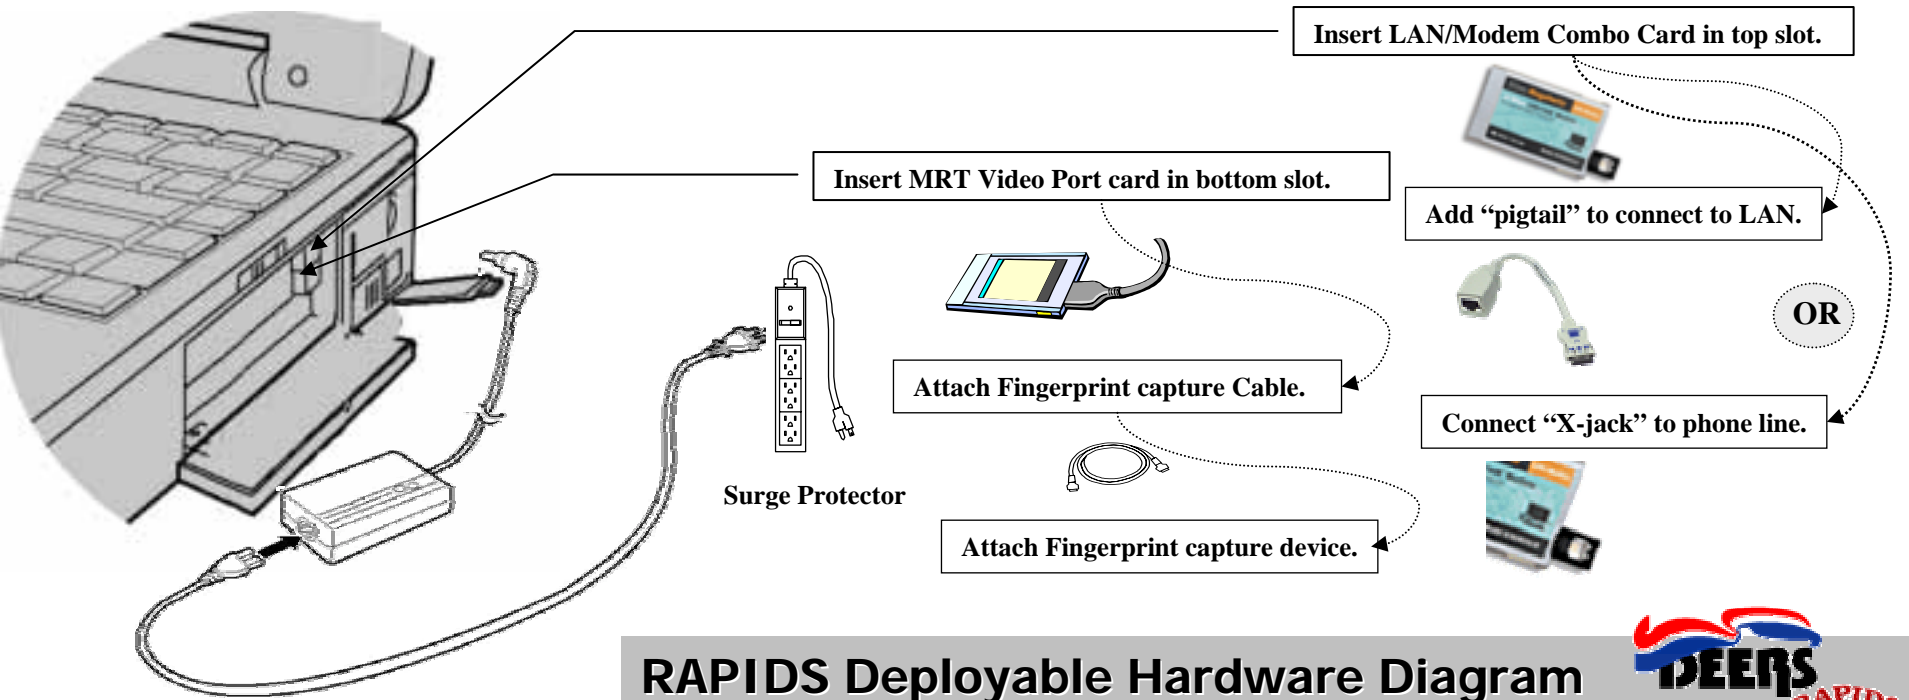 Insert LAN/Modem Combo Card in top slot.
Insert MRT Video Port card in bottom slot.
Add “pigtail” to connect to LAN.
OR
Attach Fingerprint capture Cable.
Connect “X-jack” to phone line.
Surge Protector
Attach Fingerprint capture device.
RAPIDS Deployable Hardware Diagram
DEERS
RAPIDS